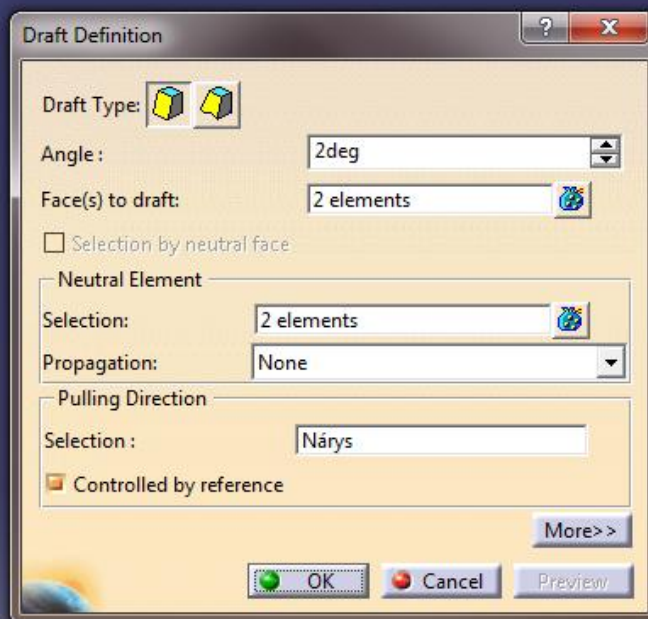 Draft Definition
?
X
Draft Type:
Angle :
2deg
Face(s) to draft:
2 elements
Selection by neutral face
Neutral Element
Selection:
2 elements
Propagation:
None
Pulling Direction
Selection :
Nárys
Controlled by reference
More>>
OK
Cancel
Preview